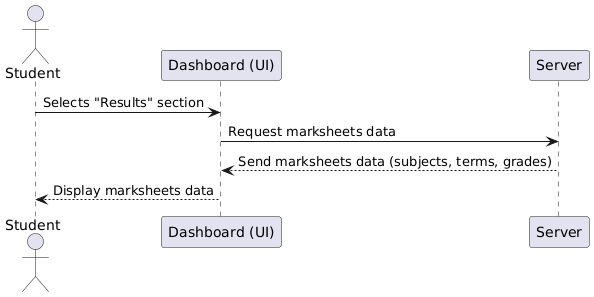 Student
Dashboard (UI)
Server
Selects "Results" section
Request marksheets data
Send marksheets data (subjects, terms, grades)
Display marksheets data
Student
Dashboard (UI)
Server